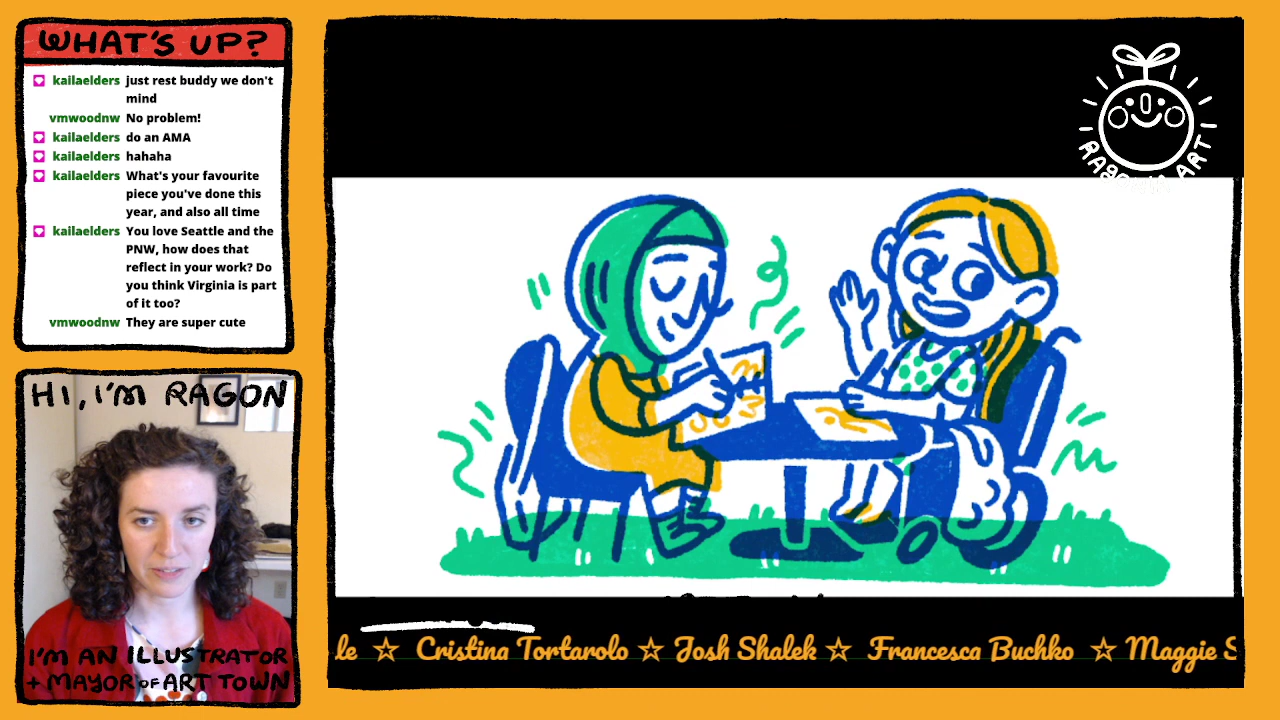 WHAT'S UP?
kailaelders just rest buddy we don't
mind
vmwoodnw No problem!
kailaelders do an AMA
kailaelders hahaha
kailaelders What's your favourite
piece you've done this
year, and also all time
kailaelders You love Seattle and the
PNW, how does that
reflect in your work? Do
you think Virginia is part
of it too?
vmwoodnw They are super cute
HI, I'M RAGON
I'M AN ILLUSTRATOR
+ MAYOR OF ART TOWN
ART
le ☆ Cristina Tortarolo ☆ Josh Shalek ☆ Francesca Buchko ☆ Maggie S